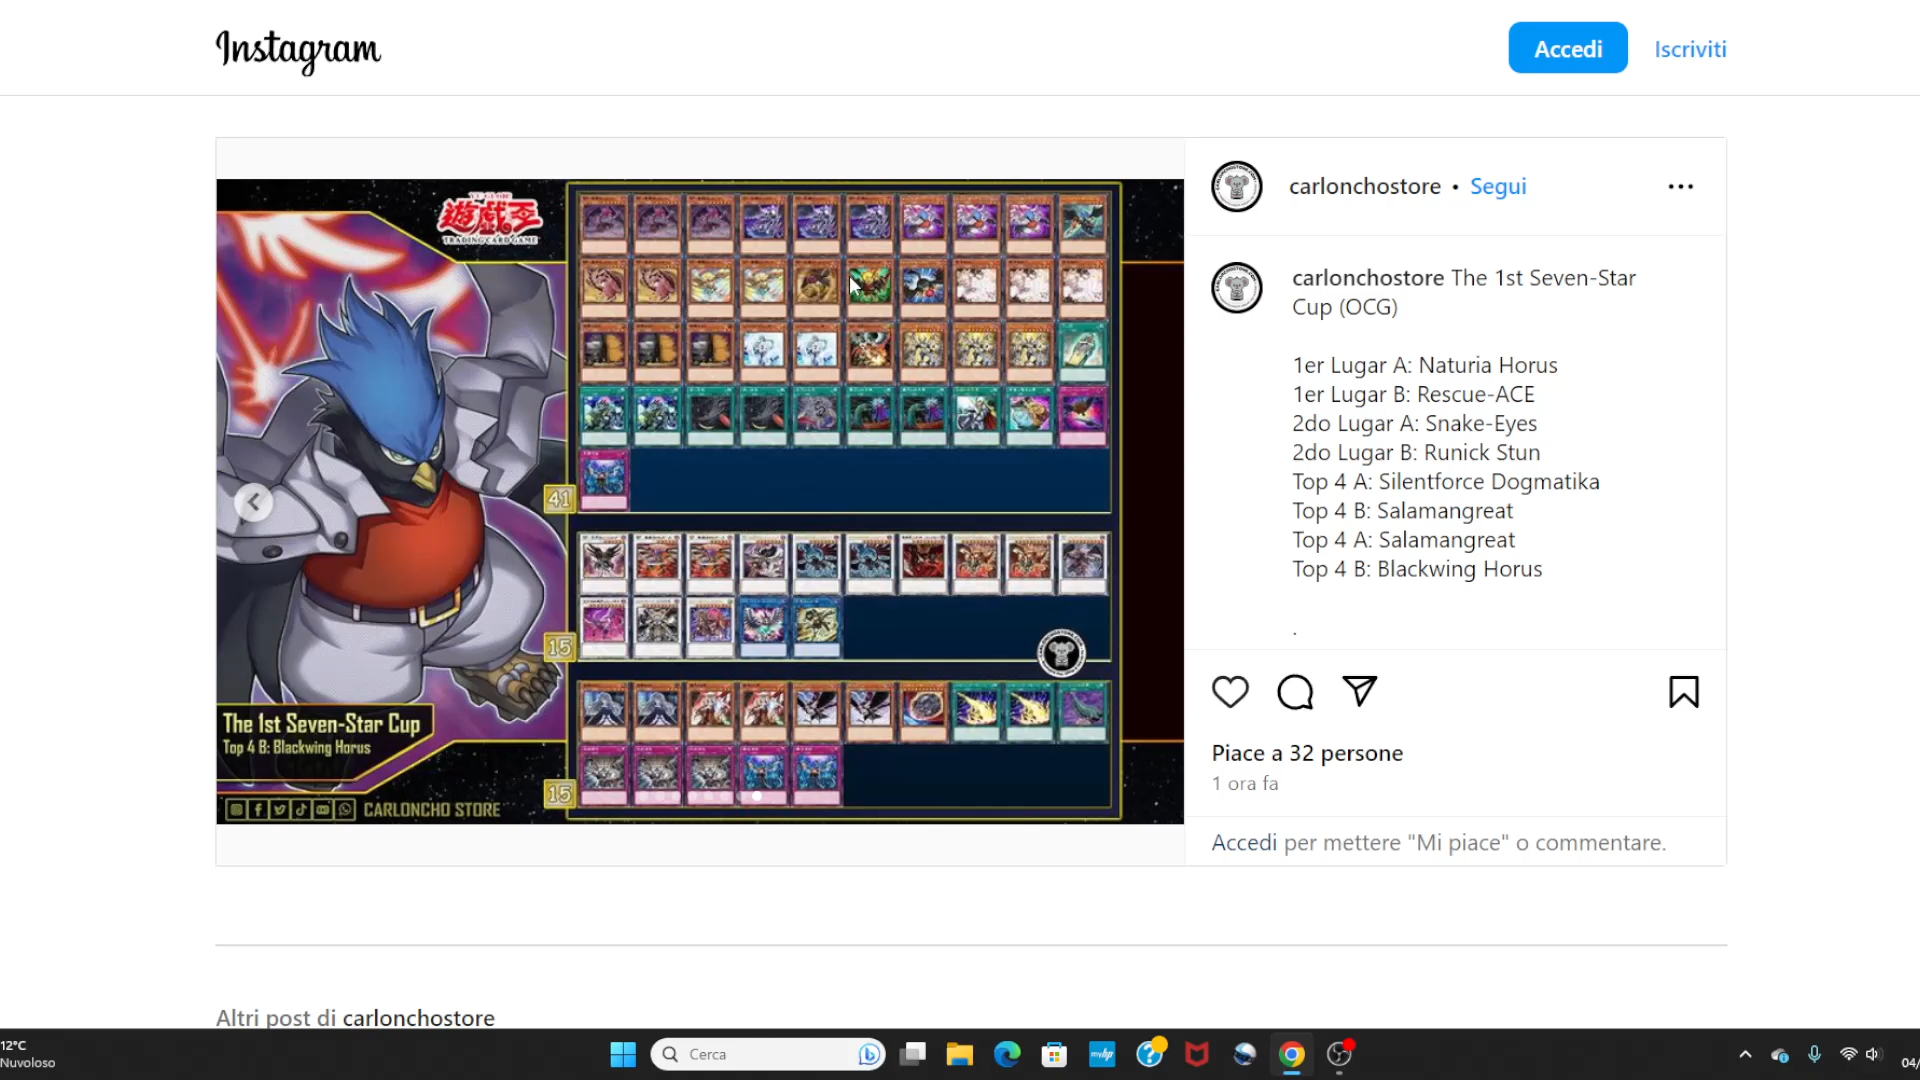 Instagram
Accedi
Iscriviti
遊戯王
TRADING CARD GAME
41
15
15
The 1st Seven-Star Cup
Top 4 B: Blackwing Horus
CARLONCHO STORE
carlonchostore • Segui
carlonchostore The 1st Seven-Star
Cup (OCG)
1er Lugar A: Naturia Horus
1er Lugar B: Rescue-ACE
2do Lugar A: Snake-Eyes
2do Lugar B: Runick Stun
Top 4 A: Silentforce Dogmatika
Top 4 B: Salamangreat
Top 4 A: Salamangreat
Top 4 B: Blackwing Horus
.
Piace a 32 persone
1 ora fa
Accedi per mettere "Mi piace" o commentare.
Altri post di carlonchostore
12°C
Nuvoloso
Cerca
myhp
04/